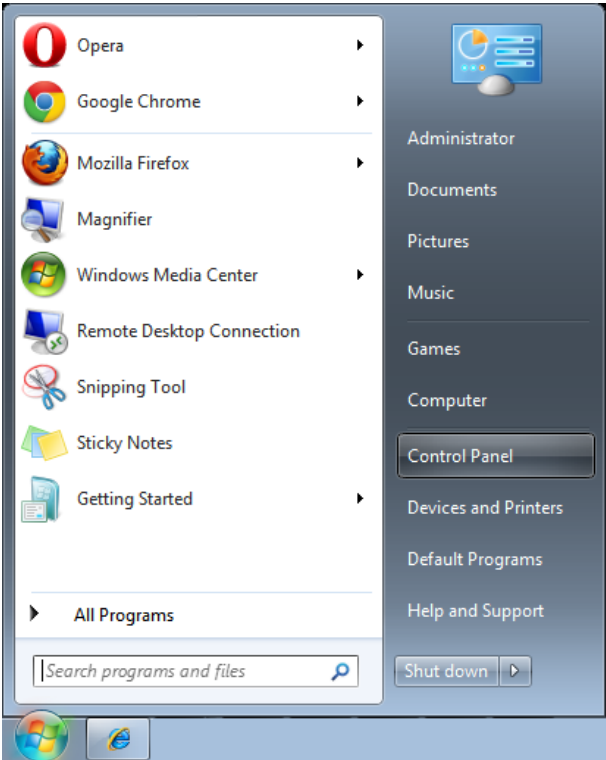 Opera
Google Chrome
Mozilla Firefox
Magnifier
Windows Media Center
Remote Desktop Connection
Snipping Tool
Sticky Notes
Getting Started
All Programs
Search programs and files
Administrator
Documents
Pictures
Music
Games
Computer
Control Panel
Devices and Printers
Default Programs
Help and Support
Shut down